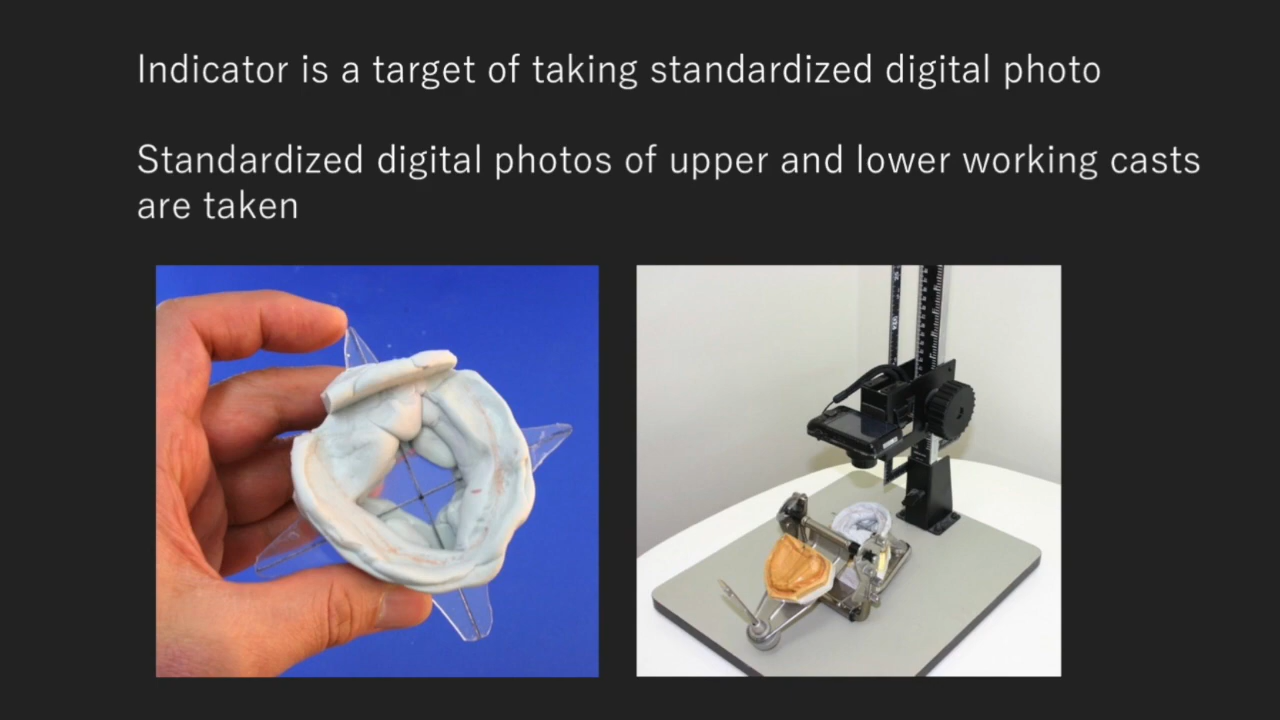 Indicator is a target of taking standardized digital photo
Standardized digital photos of upper and lower working casts
are taken